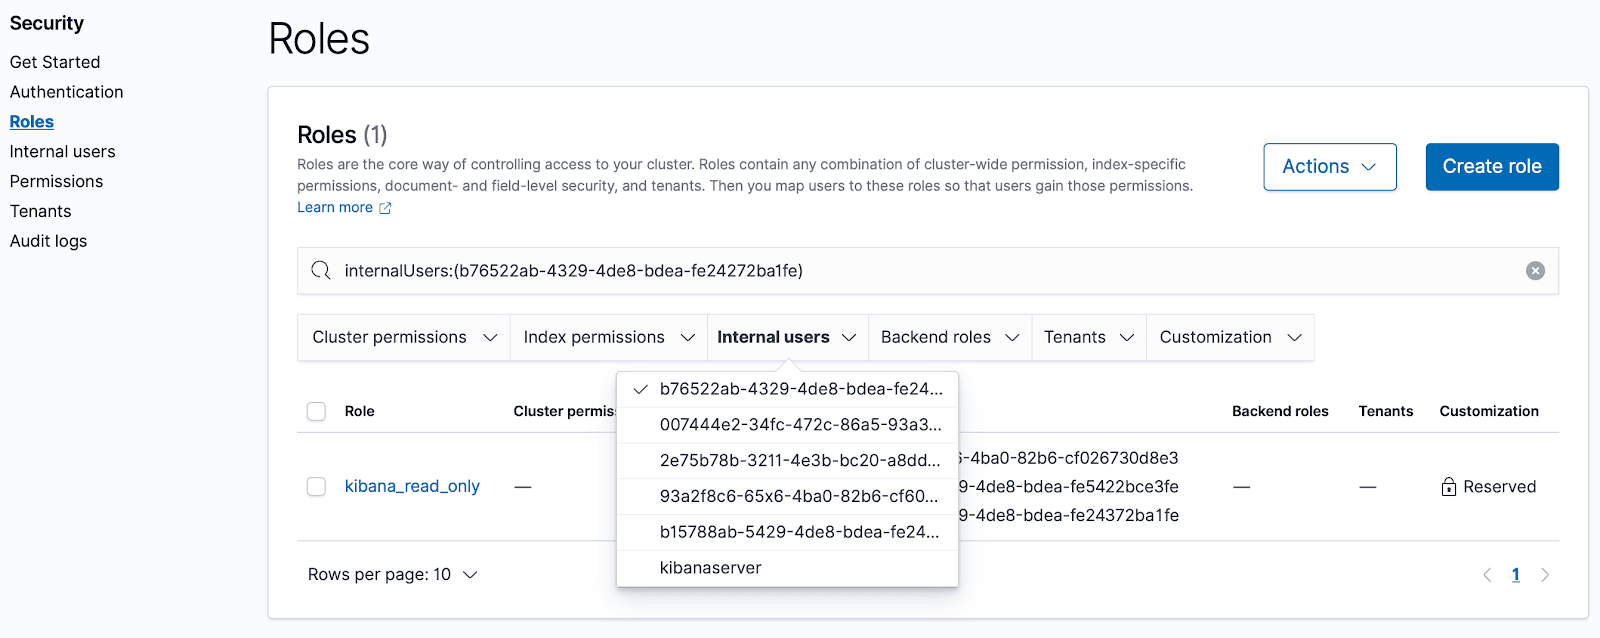 Security
Get Started
Authentication
Roles
Internal users
Permissions
Tenants
Audit logs
Roles
Roles (1)
Roles are the core way of controlling access to your cluster. Roles contain any combination of cluster-wide permission, index-specific
permissions, document- and field-level security, and tenants. Then you map users to these roles so that users gain those permissions.
Learn more
Actions
Create role
internalUsers:(b76522ab-4329-4de8-bdea-fe24272ba1fe)
Cluster permissions Index permissions Internal users Backend roles Tenants Customization
b76522ab-4329-4de8-bdea-fe24...
007444e2-34fc-472c-86a5-93a3...
2e75b78b-3211-4e3b-bc20-a8dd...
93a2f8c6-65x6-4ba0-82b6-cf60...
b15788ab-5429-4de8-bdea-fe24...
kibanaserver
Role Cluster permis Backend roles Tenants Customization
-4ba0-82b6-cf026730d8e3
kibana_read_only — 9-4de8-bdea-fe5422bce3fe — — Reserved
9-4de8-bdea-fe24372ba1fe
Rows per page: 10
1